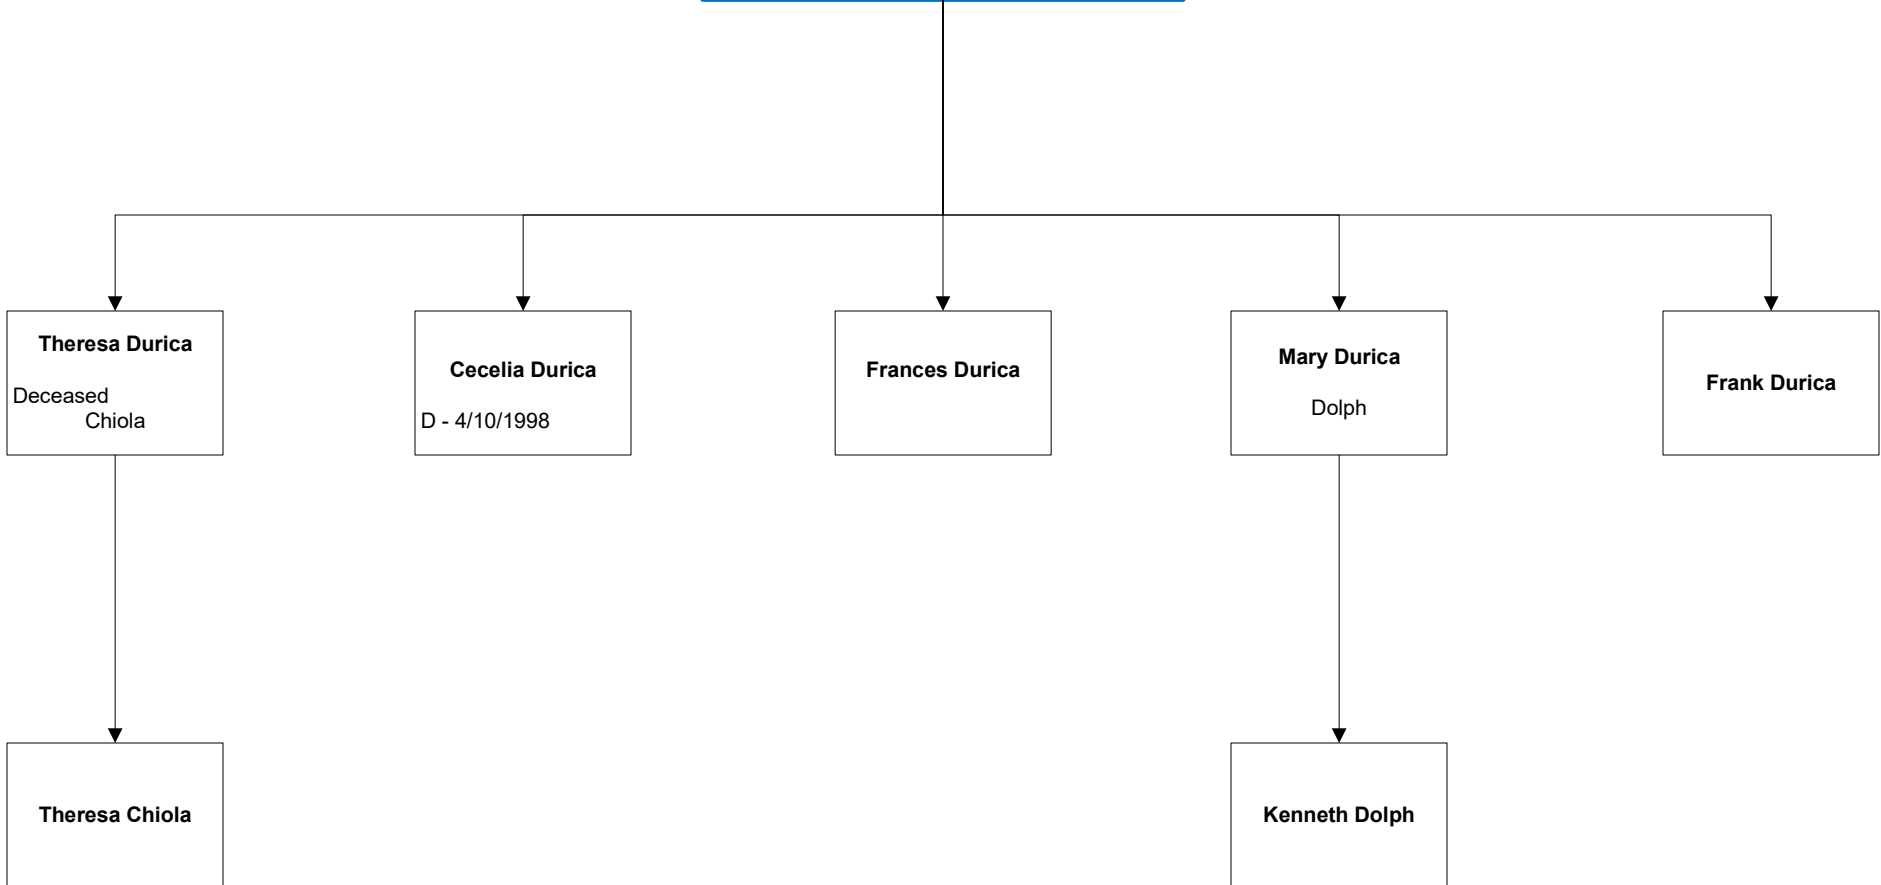 Theresa Durica
Deceased
Chiola
Cecelia Durica
D - 4/10/1998
Frances Durica
Mary Durica
Dolph
Frank Durica
Theresa Chiola
Kenneth Dolph